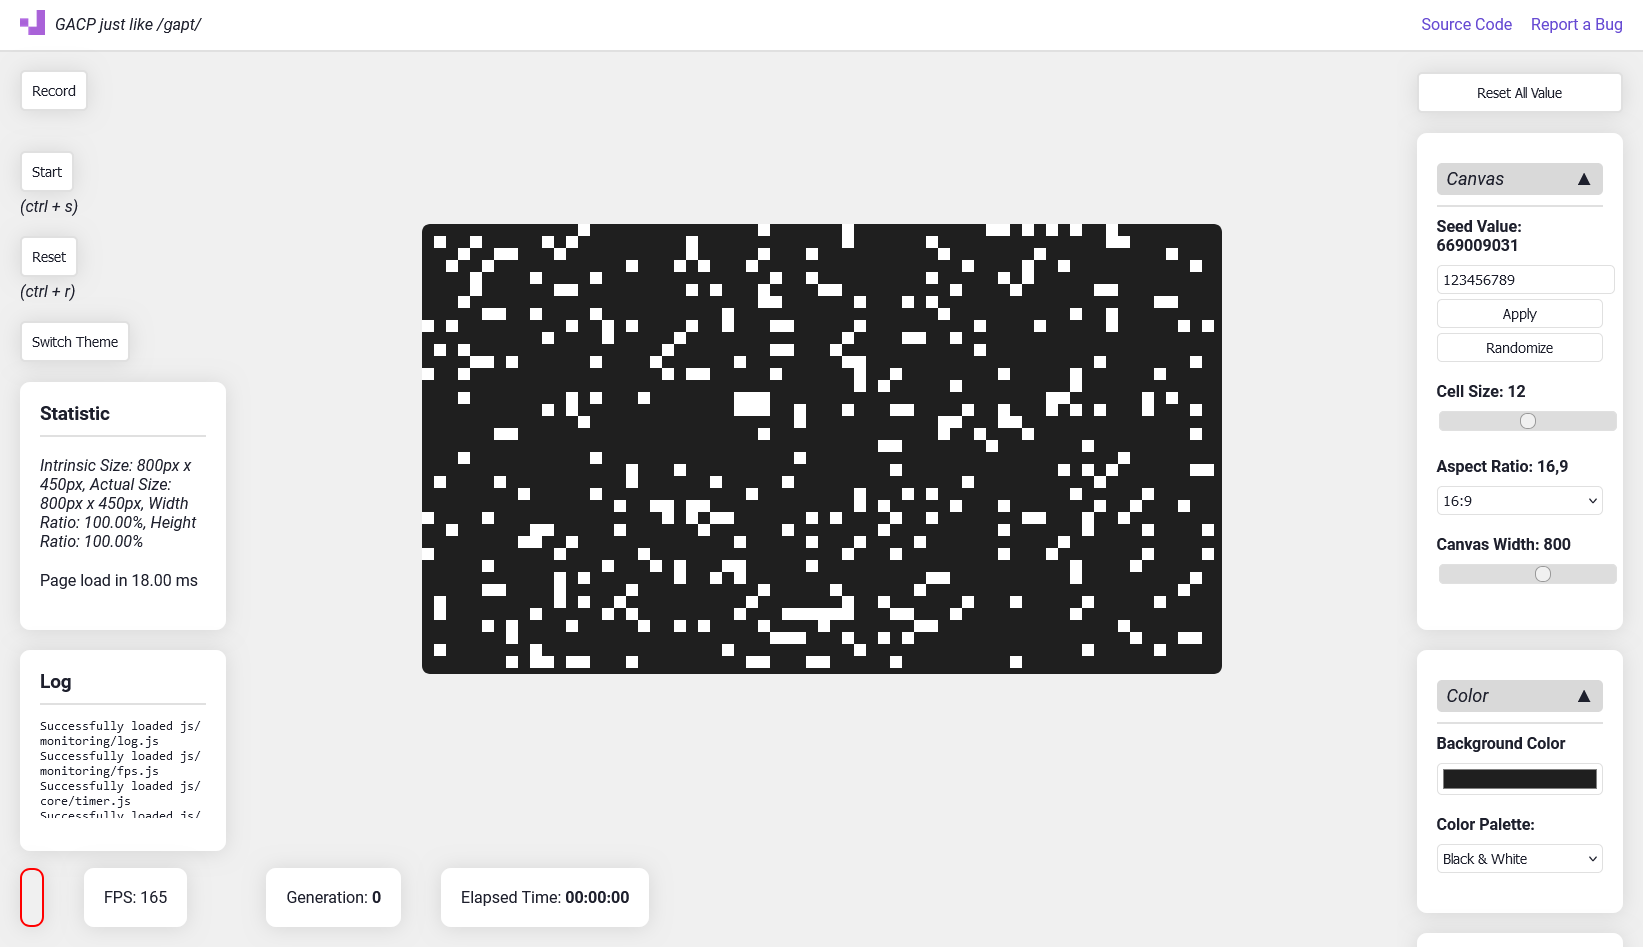 GACP just like /gapt/
Source Code
Report a Bug
Record
Start
(ctrl + s)
Reset
(ctrl + r)
Switch Theme
Statistic
Intrinsic Size: 800px x
450px, Actual Size:
800px x 450px, Width
Ratio: 100.00%, Height
Ratio: 100.00%
Page load in 18.00 ms
Log
Successfully loaded js/
monitoring/log.js
Successfully loaded js/
monitoring/fps.js
Successfully loaded js/
core/timer.js
Successfully loaded js/
FPS: 165
Generation: 0
Elapsed Time: 00:00:00
Reset All Value
Canvas ▲
Seed Value:
669009031
123456789
Apply
Randomize
Cell Size: 12
Aspect Ratio: 16,9
16:9
Canvas Width: 800
Color ▲
Background Color
Color Palette:
Black & White